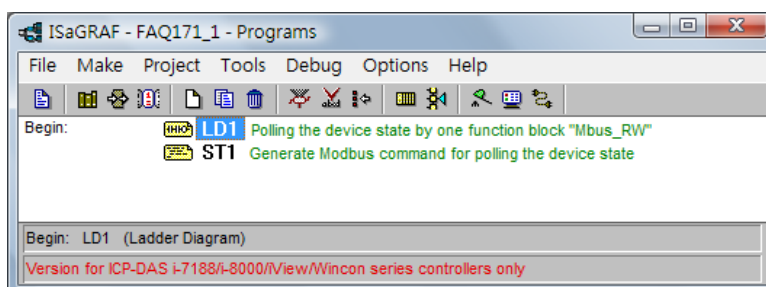 ISaGRAF - FAQ171_1 - Programs
File Make Project Tools Debug Options Help
Begin: LD1 Polling the device state by one function block "Mbus_RW"
ST1 Generate Modbus command for polling the device state
Begin: LD1 (Ladder Diagram)
Version for ICP-DAS i-7188/i-8000/iView/Wincon series controllers only